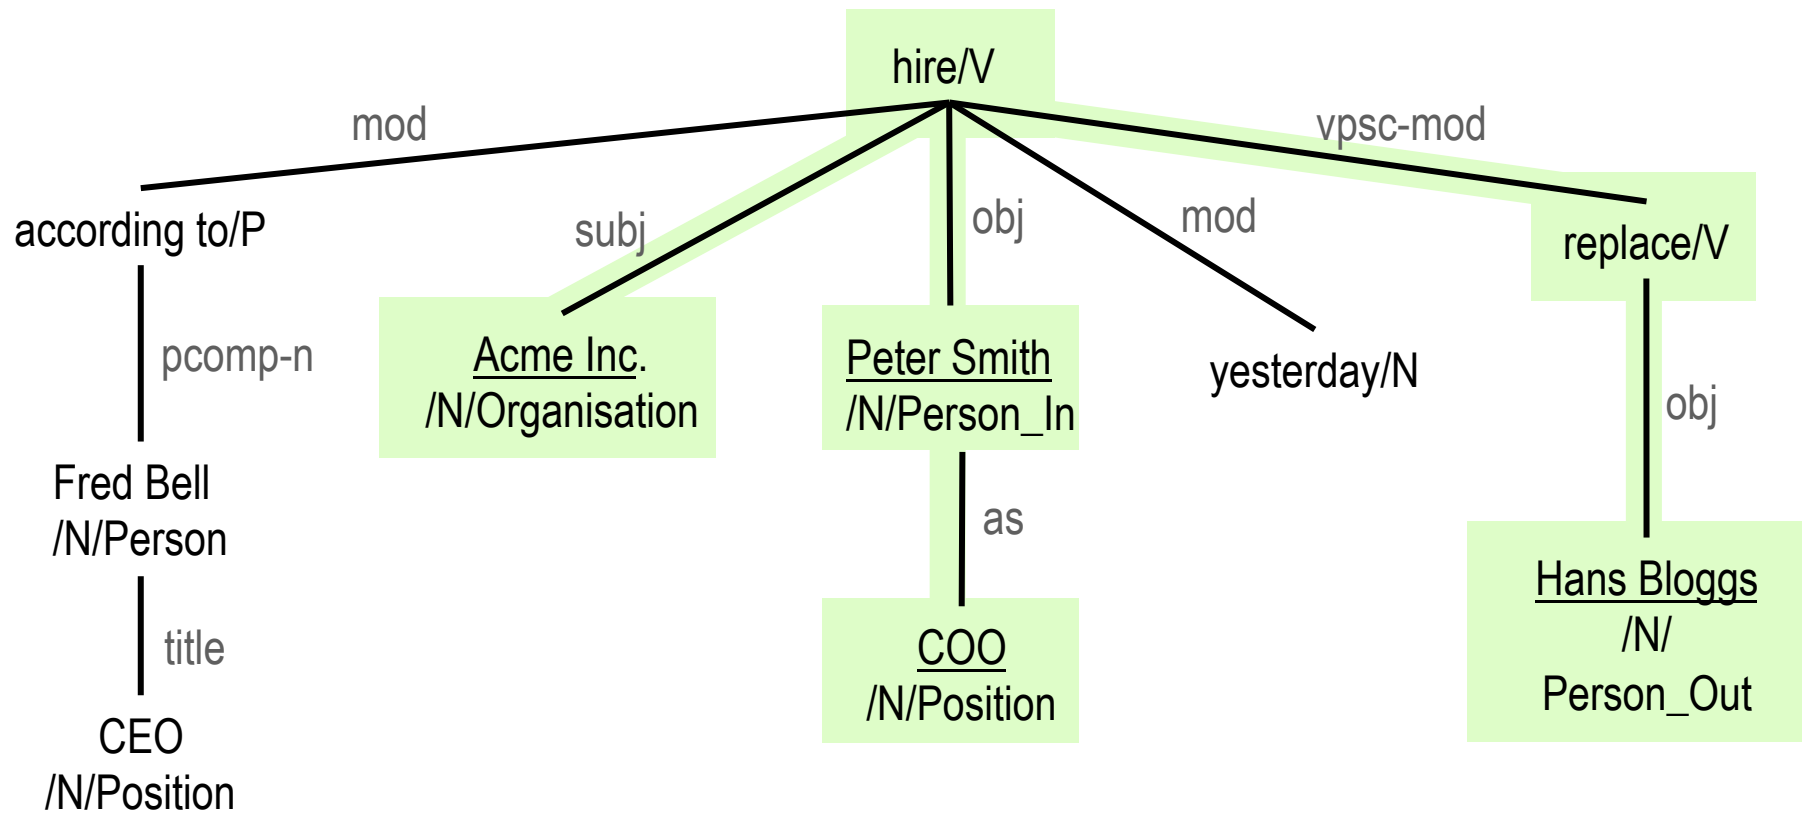 hire/V
mod
vpsc-mod
according to/P
subj
obj
mod
replace/V
pcomp-n
Acme Inc.
/N/Organisation
Peter Smith
/N/Person_In
yesterday/N
obj
Fred Bell
/N/Person
as
Hans Bloggs
/N/
Person_Out
title
COO
/N/Position
CEO
/N/Position